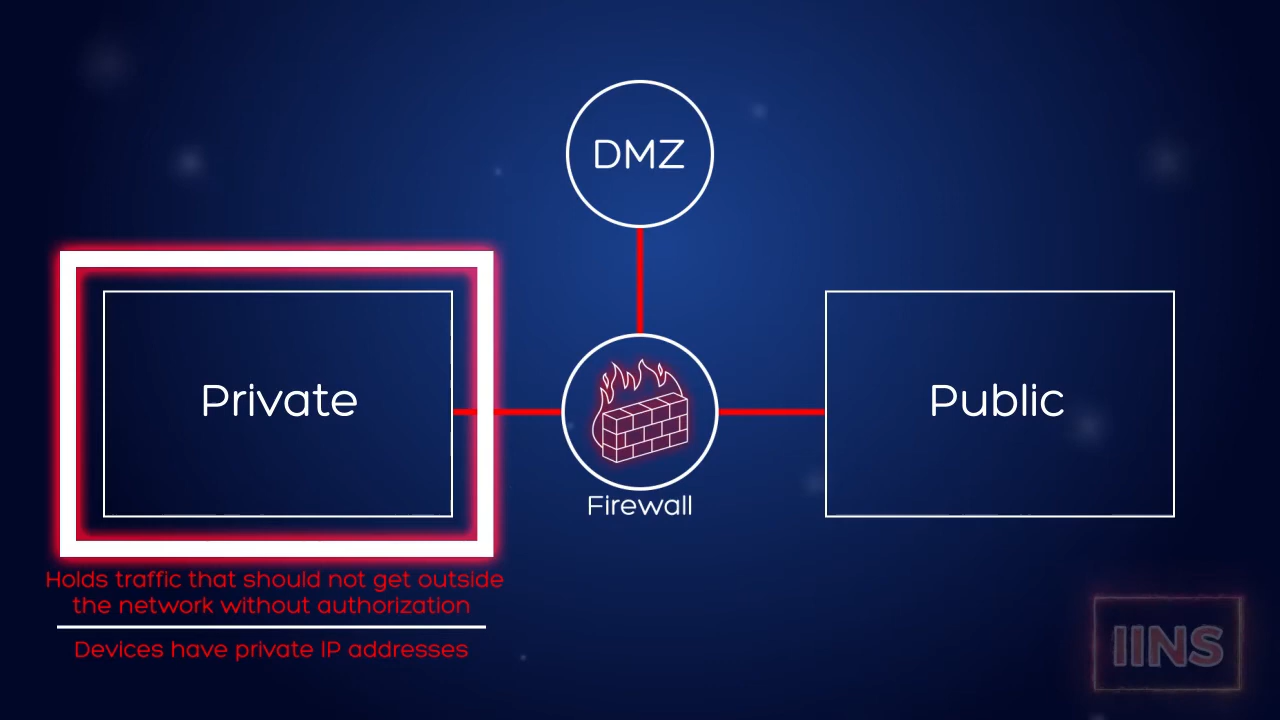 DMZ
Private
Public
Firewall
Holds traffic that should not get outside
the network without authorization
Devices have private IP addresses
IINS